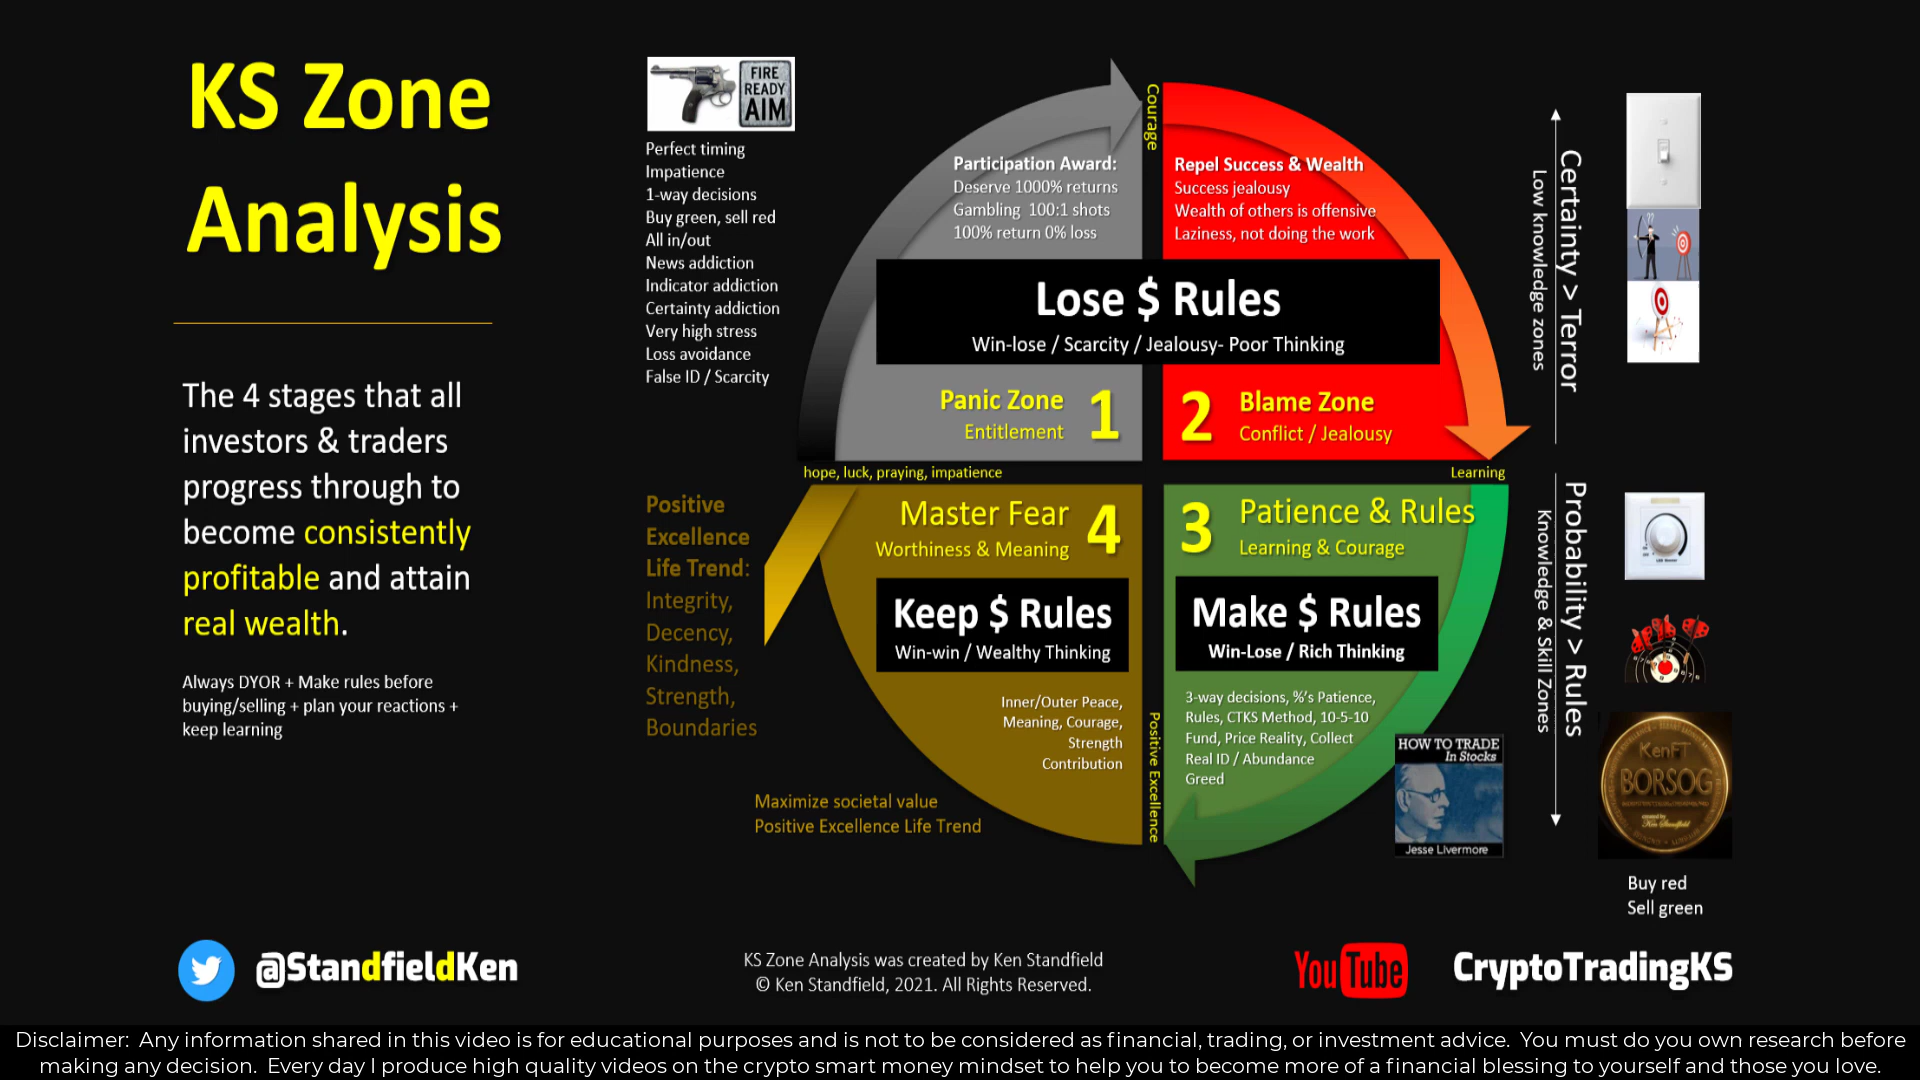 KS Zone
Analysis
The 4 stages that all
investors & traders
progress through to
become consistently
profitable and attain
real wealth.
Always DYOR + Make rules before
buying/selling + plan your reactions +
keep learning
FIRE
READY
AIM
Perfect timing
Impatience
1-way decisions
Buy green, sell red
All in/out
News addiction
Indicator addiction
Certainty addiction
Very high stress
Loss avoidance
False ID / Scarcity
Participation Award:
Deserve 1000% returns
Gambling 100:1 shots
100% return 0% loss
Courage
Repel Success & Wealth
Success jealousy
Wealth of others is offensive
Laziness, not doing the work
Lose $ Rules
Win-lose / Scarcity / Jealousy- Poor Thinking
Panic Zone
Entitlement
1
2
Blame Zone
Conflict / Jealousy
hope, luck, praying, impatience
Learning
Positive
Excellence
Life Trend:
Integrity,
Decency,
Kindness,
Strength,
Boundaries
Master Fear
Worthiness & Meaning
4
3
Patience & Rules
Learning & Courage
Keep $ Rules
Win-win / Wealthy Thinking
Make $ Rules
Win-Lose / Rich Thinking
Inner/Outer Peace,
Meaning, Courage,
Strength
Contribution
Positive Excellence
3-way decisions, %'s Patience,
Rules, CTKS Method, 10-5-10
Fund, Price Reality, Collect
Real ID / Abundance
Greed
Maximize societal value
Positive Excellence Life Trend
HOW TO TRADE
In Stocks
Jesse Livermore
Certainty > Terror
Low knowledge zones
Probability > Rules
Knowledge & Skill Zones
KenFT
BORSOG
created by
Ken Standfield
Buy red
Sell green
@StandfieldKen
KS Zone Analysis was created by Ken Standfield
© Ken Standfield, 2021. All Rights Reserved.
YouTube
CryptoTradingKS
Disclaimer: Any information shared in this video is for educational purposes and is not to be considered as financial, trading, or investment advice. You must do you own research before
making any decision. Every day I produce high quality videos on the crypto smart money mindset to help you to become more of a financial blessing to yourself and those you love.